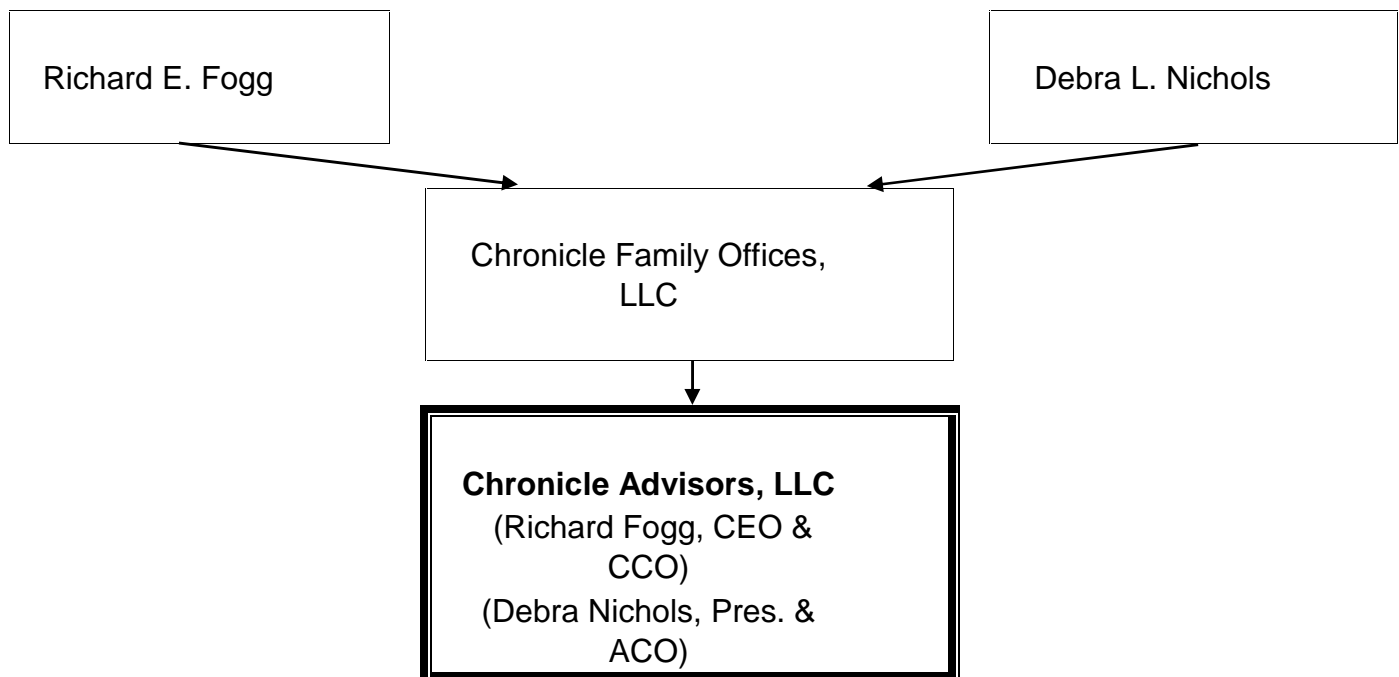 Richard E. Fogg
Debra L. Nichols
Chronicle Family Offices,
LLC
Chronicle Advisors, LLC
(Richard Fogg, CEO &
CCO)
(Debra Nichols, Pres. &
ACO)